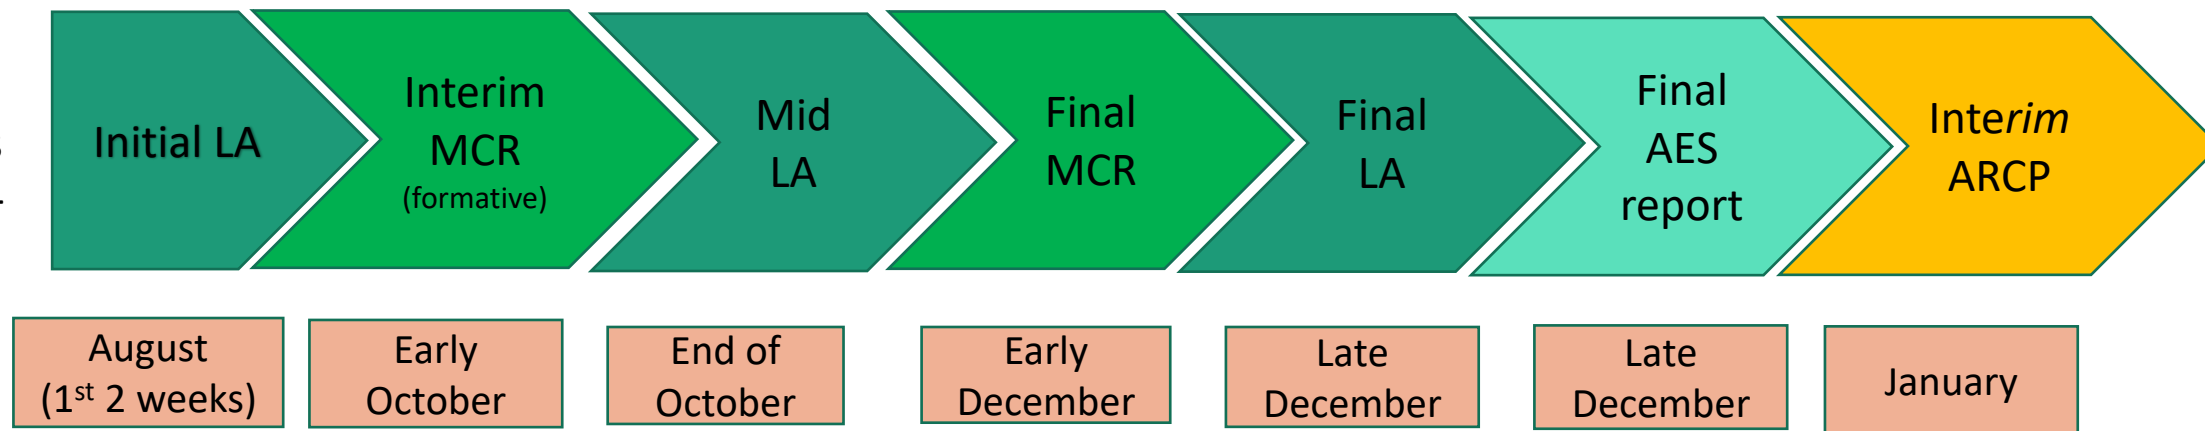 Initial LA
Interim
MCR
(formative)
Mid
LA
Final
MCR
Final
LA
Final
AES
report
Interim
ARCP
August
(1st 2 weeks)
Early
October
End of
October
Early
December
Late
December
Late
December
January